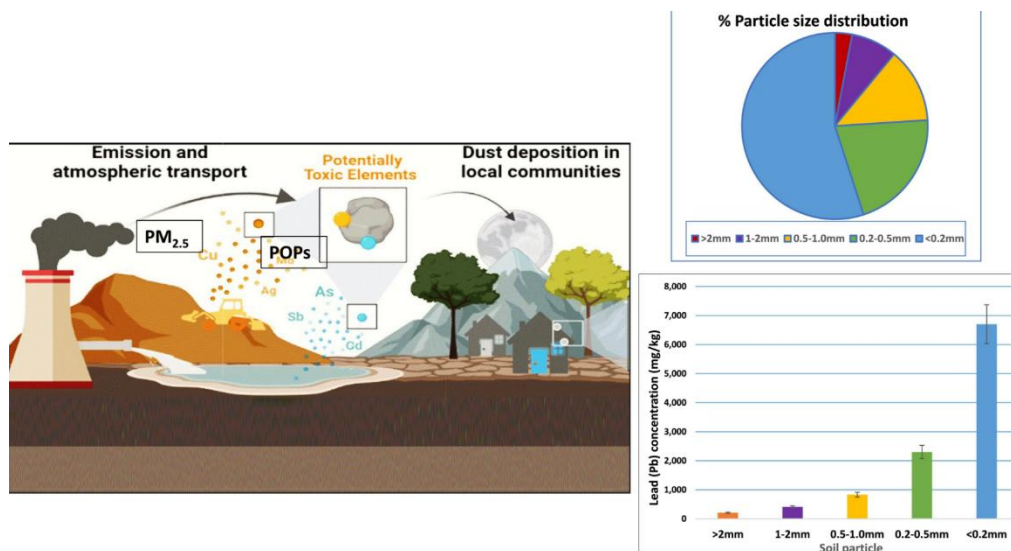 % Particle size distribution
>2mm 1-2mm 0.5-1.0mm 0.2-0.5mm <0.2mm
Emission and
atmospheric transport
Potentially
Toxic Elements
Dust deposition in
local communities
PM2.5
POPs
Cu
Mo
Ag
As
Sb
Cd
Lead (Pb) concentration (mg/kg)
8,000
7,000
6,000
5,000
4,000
3,000
2,000
1,000
0
>2mm 1-2mm 0.5-1.0mm 0.2-0.5mm <0.2mm
Soil particle